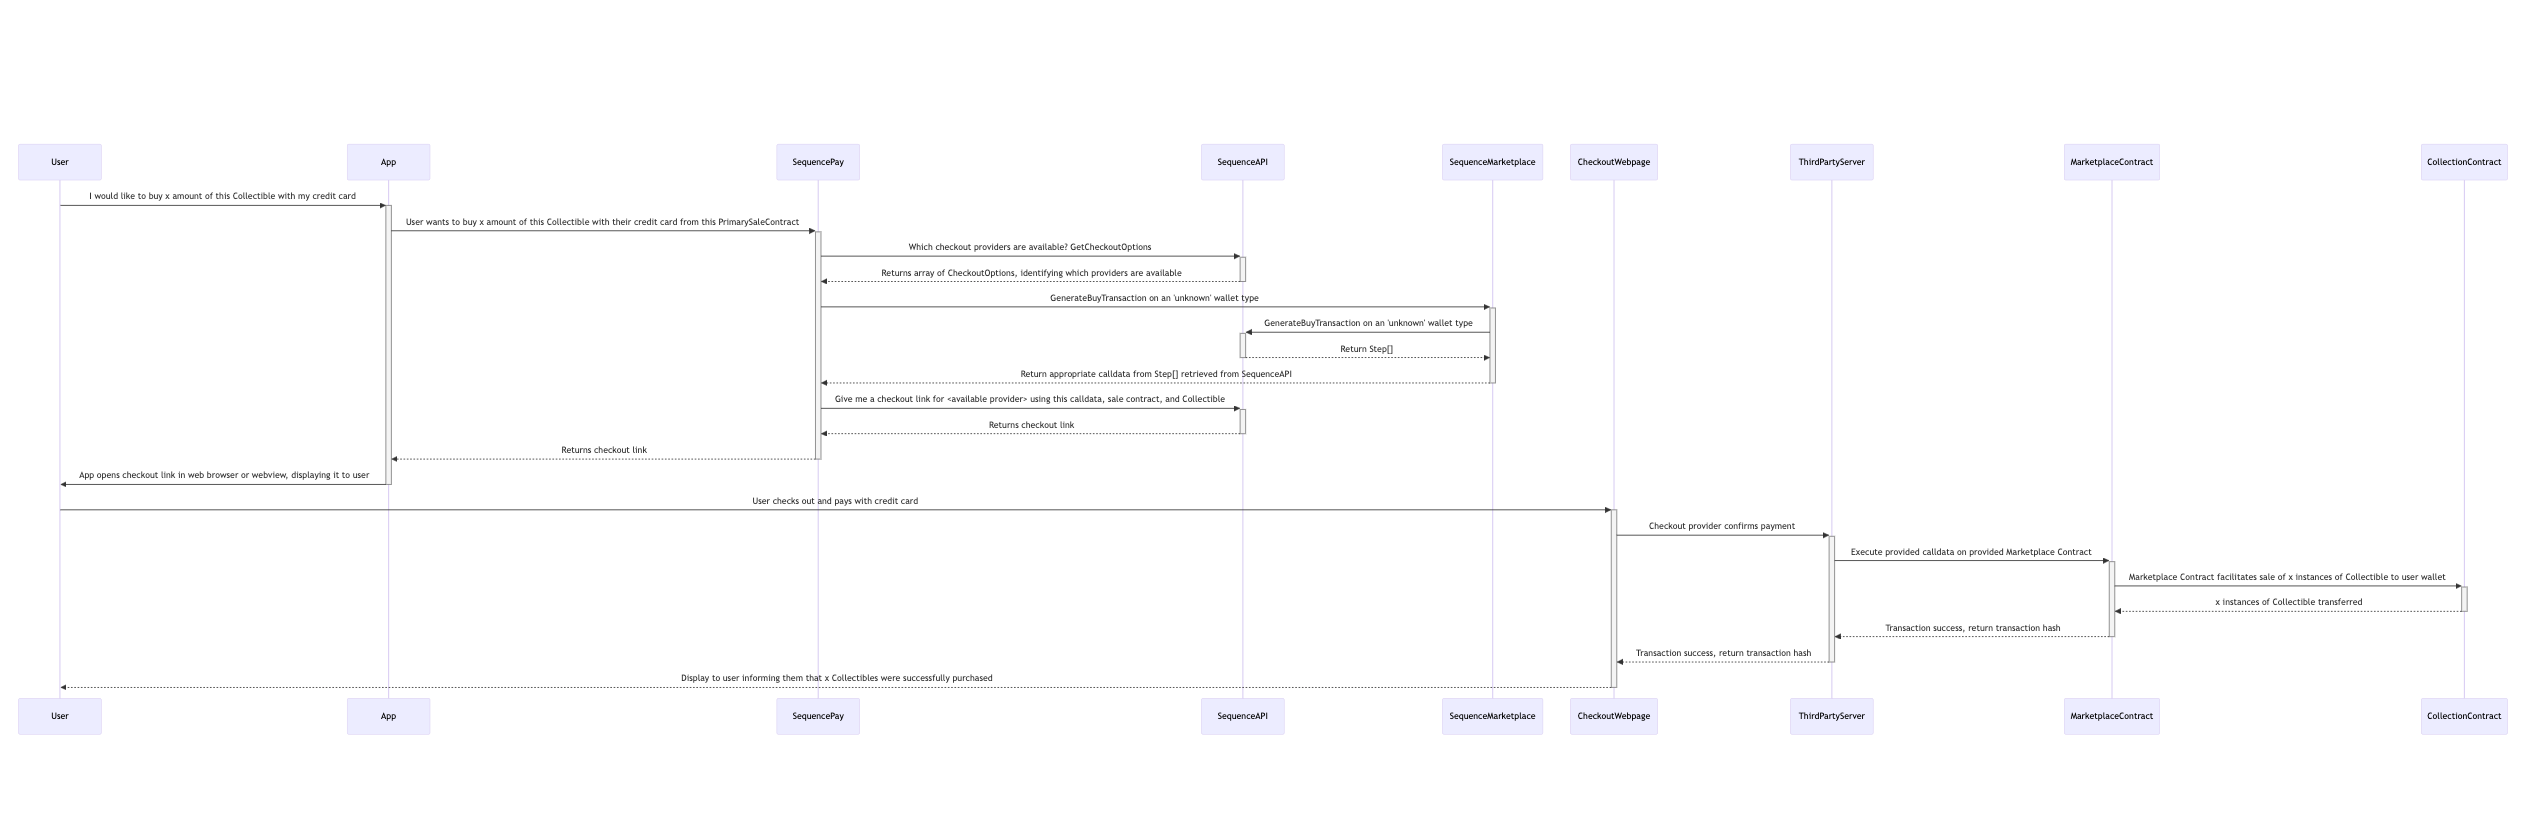 User
App
SequencePay
SequenceAPI
SequenceMarketplace
CheckoutWebpage
ThirdPartyServer
MarketplaceContract
CollectionContract
I would like to buy x amount of this Collectible with my credit card
User wants to buy x amount of this Collectible with their credit card from this PrimarySaleContract
Which checkout providers are available? GetCheckoutOptions
Returns array of CheckoutOptions, identifying which providers are available
GenerateBuyTransaction on an 'unknown' wallet type
GenerateBuyTransaction on an 'unknown' wallet type
Return Step[]
Return appropriate calldata from Step[] retrieved from SequenceAPI
Give me a checkout link for <available provider> using this calldata, sale contract, and Collectible
Returns checkout link
Returns checkout link
App opens checkout link in web browser or webview, displaying it to user
User checks out and pays with credit card
Checkout provider confirms payment
Execute provided calldata on provided Marketplace Contract
Marketplace Contract facilitates sale of x instances of Collectible to user wallet
x instances of Collectible transferred
Transaction success, return transaction hash
Transaction success, return transaction hash
Display to user informing them that x Collectibles were successfully purchased
User
App
SequencePay
SequenceAPI
SequenceMarketplace
CheckoutWebpage
ThirdPartyServer
MarketplaceContract
CollectionContract